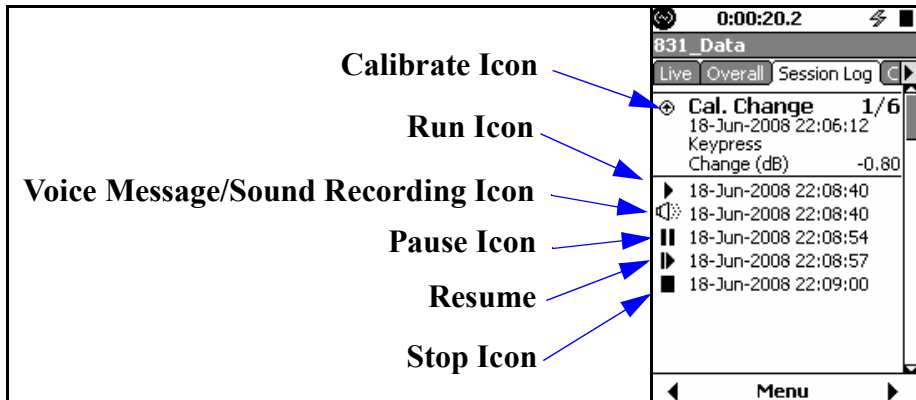 Calibrate Icon
Run Icon
Voice Message/Sound Recording Icon
Pause Icon
Resume
Stop Icon
0:00:20.2
831_Data
Live Overall Session Log C
Cal. Change 1/6
18-Jun-2008 22:06:12
Keypress
Change (dB) -0.80
18-Jun-2008 22:08:40
18-Jun-2008 22:08:40
18-Jun-2008 22:08:54
18-Jun-2008 22:08:57
18-Jun-2008 22:09:00
Menu